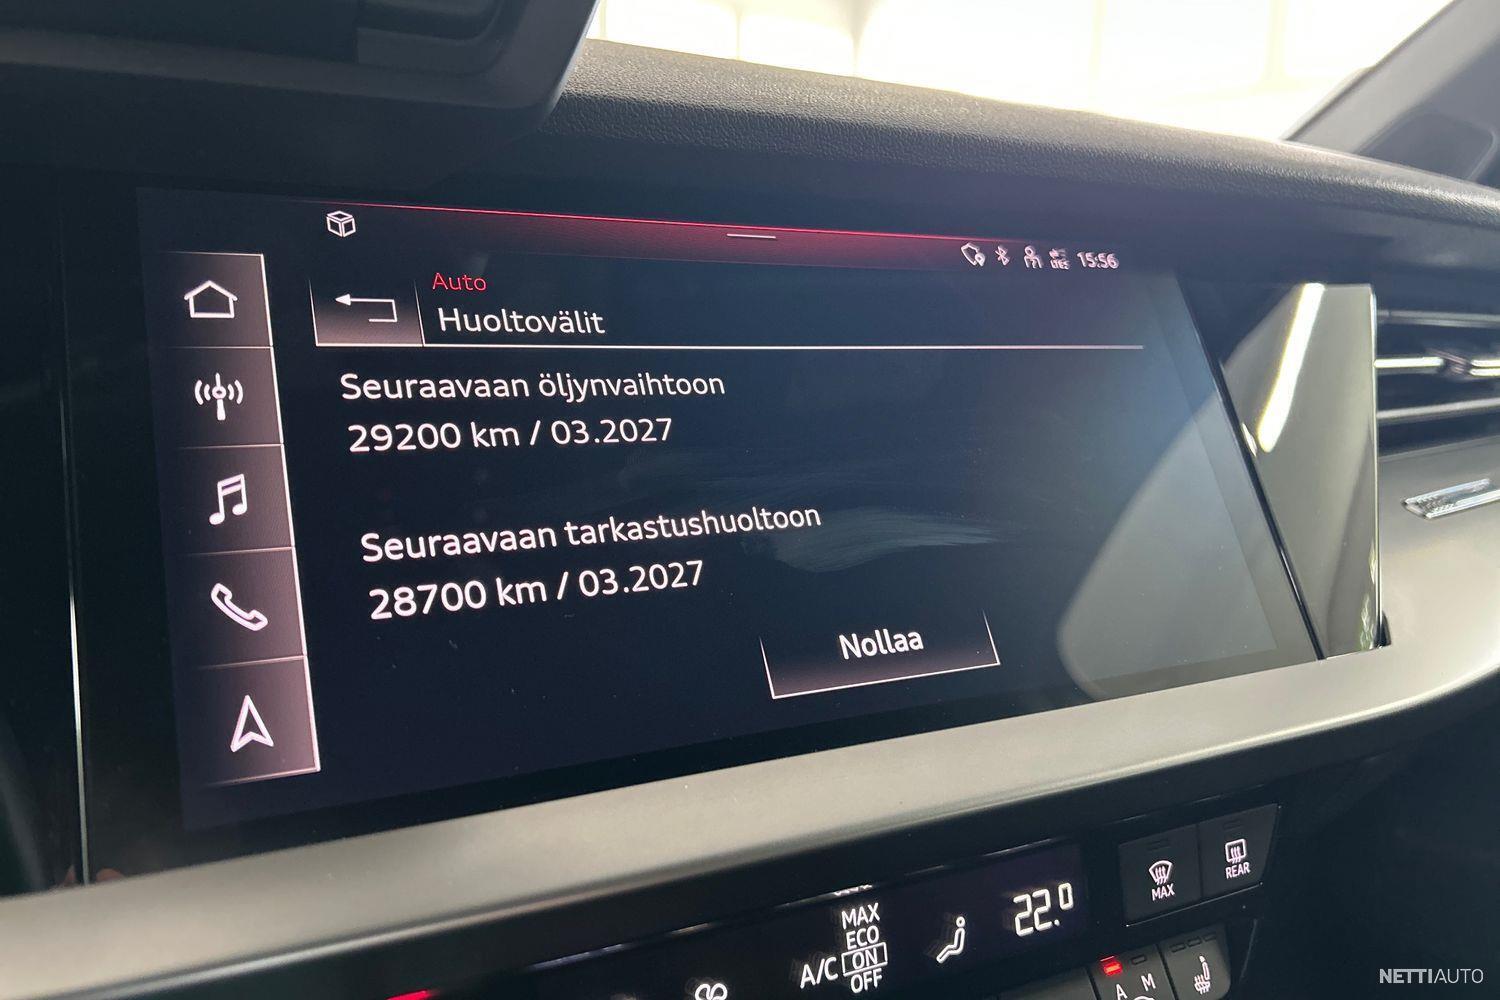 15:56
Auto
Huoltovälit
Seuraavaan öljynvaihtoon
29200 km / 03.2027
Seuraavaan tarkastushuoltoon
28700 km / 03.2027
Nollaa
MAX
REAR
MAX
ECO
A/C ON
OFF
22.0
A M
NETTIAUTO